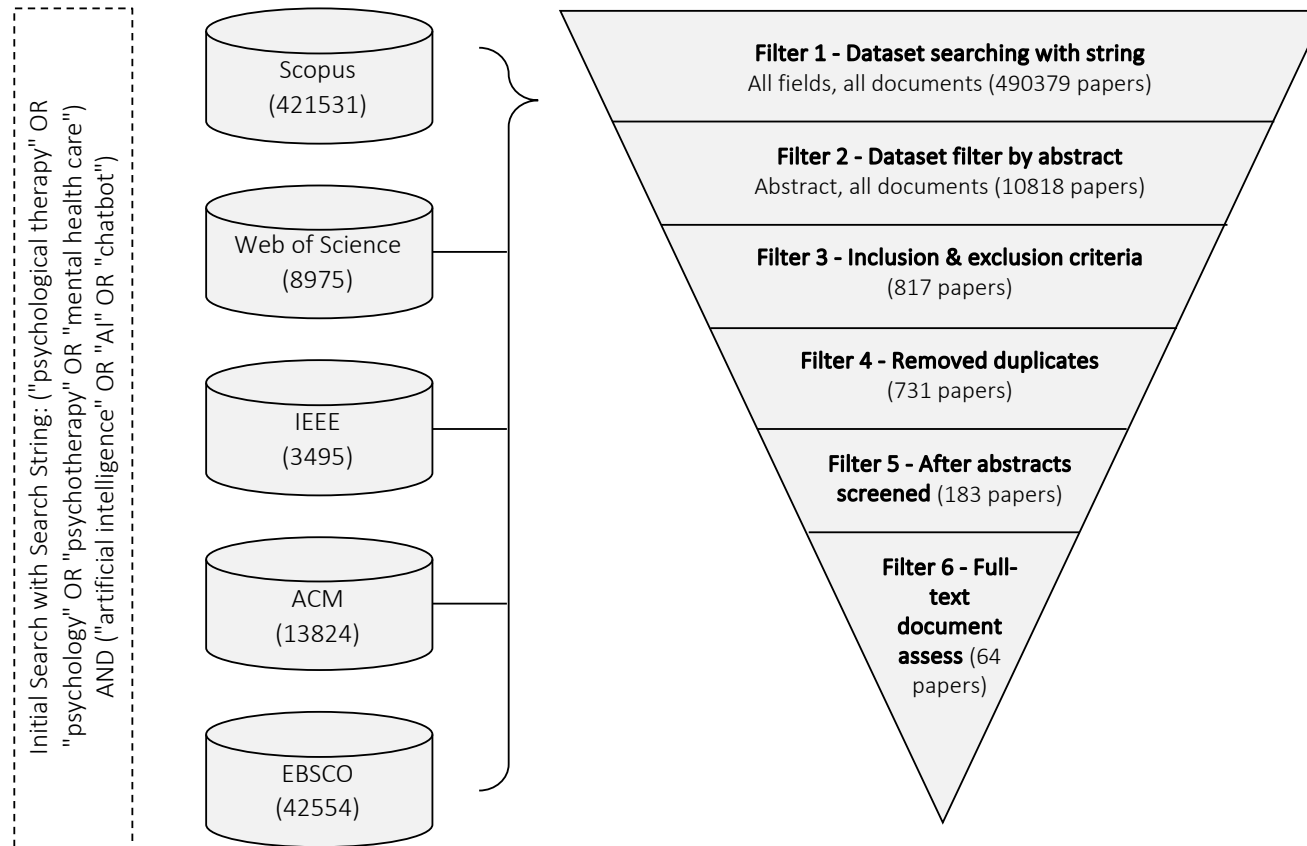 Initial Search with Search String: ("psychological therapy" OR
"psychology" OR "psychotherapy" OR "mental health care")
AND ("artificial intelligence" OR "AI" OR "chatbot")
Scopus
(421531)
Web of Science
(8975)
IEEE
(3495)
ACM
(13824)
EBSCO
(42554)
Filter 1 - Dataset searching with string
All fields, all documents (490379 papers)
Filter 2 - Dataset filter by abstract
Abstract, all documents (10818 papers)
Filter 3 - Inclusion & exclusion criteria
(817 papers)
Filter 4 - Removed duplicates
(731 papers)
Filter 5 - After abstracts
screened (183 papers)
Filter 6 - Full-
text
document
assess (64
papers)